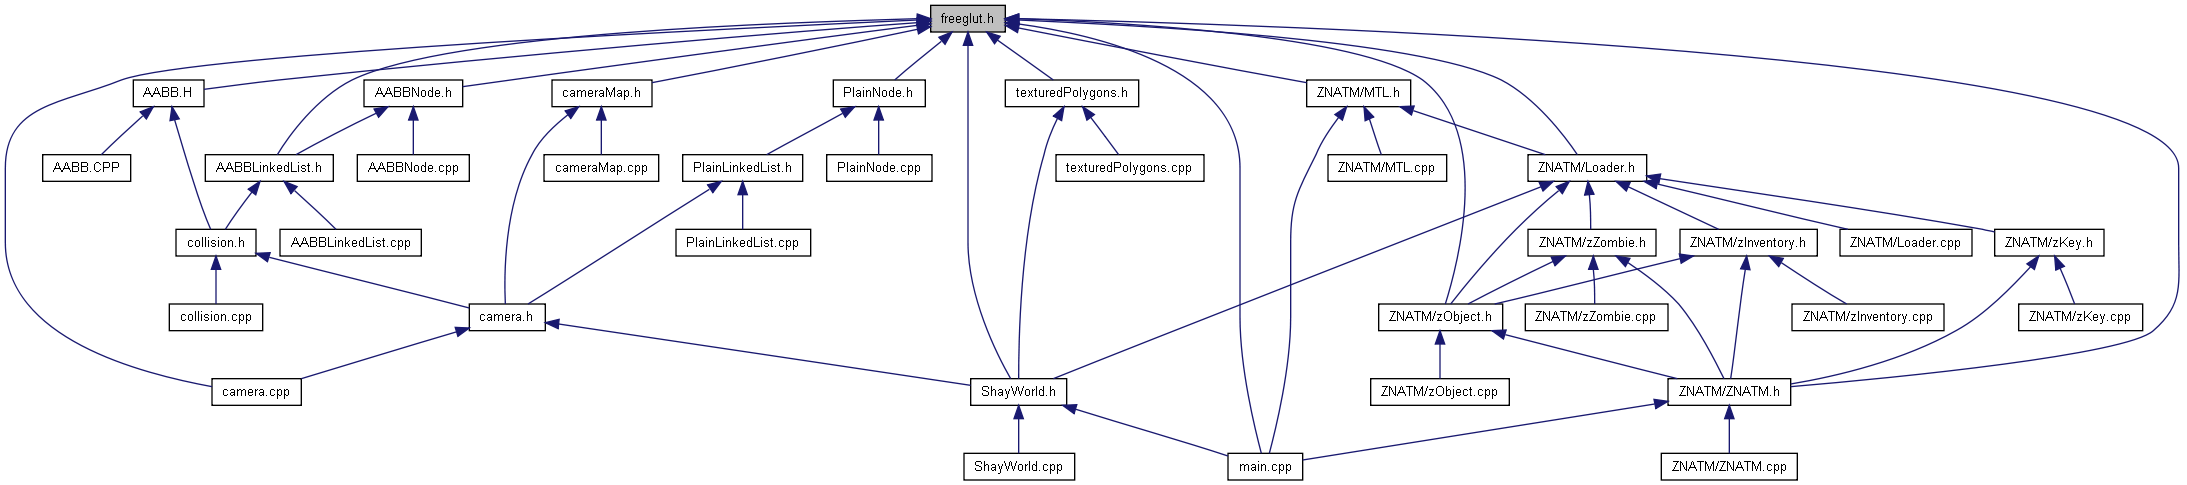 freeglut.h
AABB.H
AABBNode.h
cameraMap.h
PlainNode.h
texturedPolygons.h
ZNATM/MTL.h
AABB.CPP
AABBLinkedList.h
AABBNode.cpp
cameraMap.cpp
PlainLinkedList.h
PlainNode.cpp
texturedPolygons.cpp
ZNATM/MTL.cpp
ZNATM/Loader.h
collision.h
AABBLinkedList.cpp
PlainLinkedList.cpp
ZNATM/zZombie.h
ZNATM/zInventory.h
ZNATM/Loader.cpp
ZNATM/zKey.h
collision.cpp
camera.h
ZNATM/zObject.h
ZNATM/zZombie.cpp
ZNATM/zInventory.cpp
ZNATM/zKey.cpp
camera.cpp
ShayWorld.h
ZNATM/zObject.cpp
ZNATM/ZNATM.h
ShayWorld.cpp
main.cpp
ZNATM/ZNATM.cpp